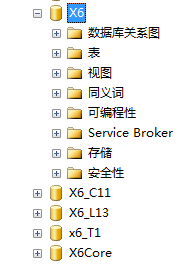 X6
数据库关系图
表
视图
同义词
可编程性
Service Broker
存储
安全性
X6_C11
X6_L13
x6_T1
X6Core